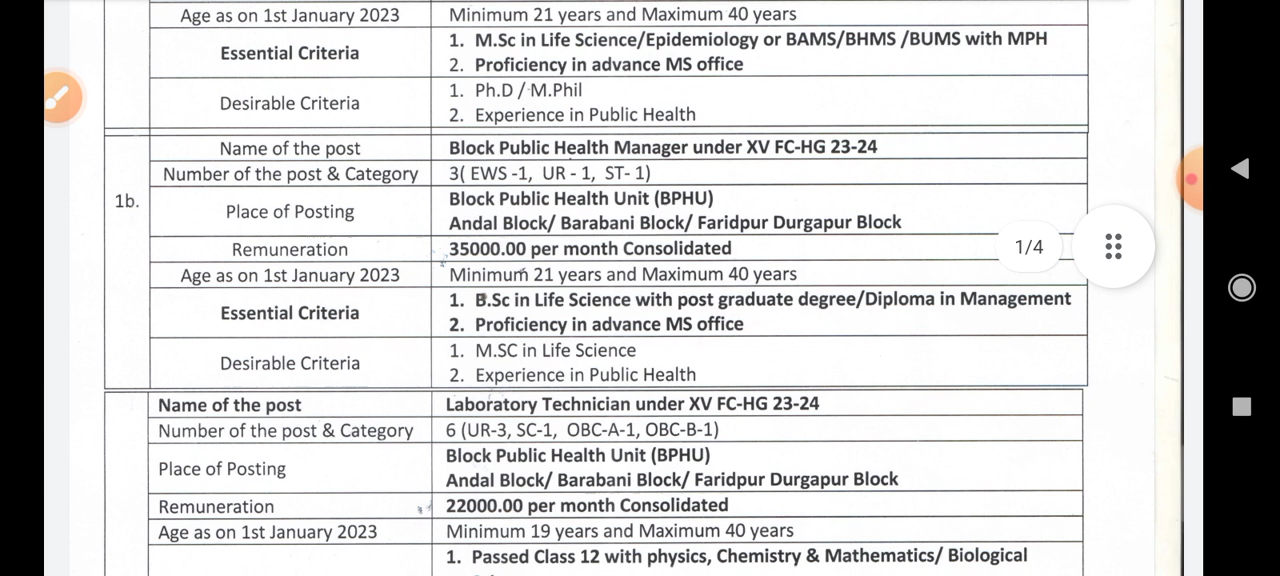 Age as on 1st January 2023 Minimum 21 years and Maximum 40 years
Essential Criteria 1. M.Sc in Life Science/Epidemiology or BAMS/BHMS /BUMS with MPH
2. Proficiency in advance MS office
Desirable Criteria 1. Ph.D / M.Phil
2. Experience in Public Health
1b.
Name of the post Block Public Health Manager under XV FC-HG 23-24
Number of the post & Category 3( EWS -1, UR - 1, ST- 1)
Place of Posting Block Public Health Unit (BPHU)
Andal Block/ Barabani Block/ Faridpur Durgapur Block
Remuneration 35000.00 per month Consolidated
1/4
Age as on 1st January 2023 Minimum 21 years and Maximum 40 years
Essential Criteria 1. B.Sc in Life Science with post graduate degree/Diploma in Management
2. Proficiency in advance MS office
Desirable Criteria 1. M.SC in Life Science
2. Experience in Public Health
Name of the post Laboratory Technician under XV FC-HG 23-24
Number of the post & Category 6 (UR-3, SC-1, OBC-A-1, OBC-B-1)
Place of Posting Block Public Health Unit (BPHU)
Andal Block/ Barabani Block/ Faridpur Durgapur Block
Remuneration 22000.00 per month Consolidated
Age as on 1st January 2023 Minimum 19 years and Maximum 40 years
1. Passed Class 12 with physics, Chemistry & Mathematics/ Biological